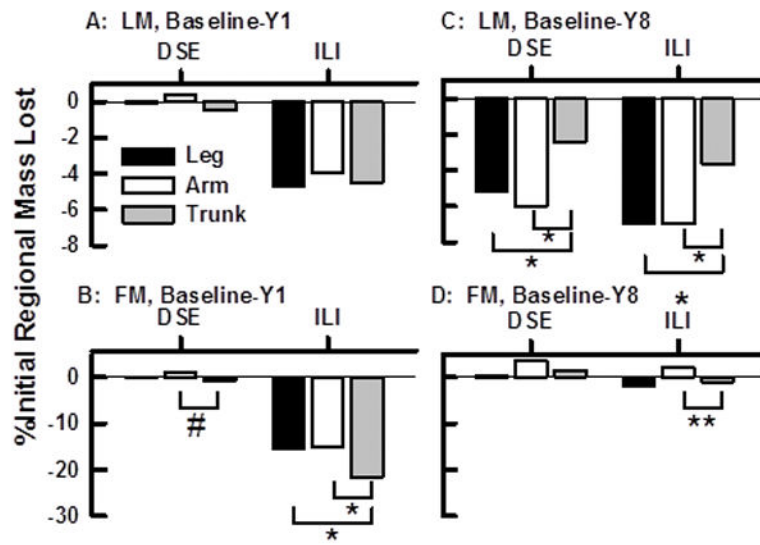 A: LM, Baseline-Y1
DSE ILI
0
-2
-4
-6
-8
Leg
Arm
Trunk
C: LM, Baseline-Y8
DSE ILI
*
*
*
*
%Initial Regional Mass Lost
B: FM, Baseline-Y1
DSE ILI
0
-10
-20
-30
#
*
*
D: FM, Baseline-Y8
DSE ILI
**